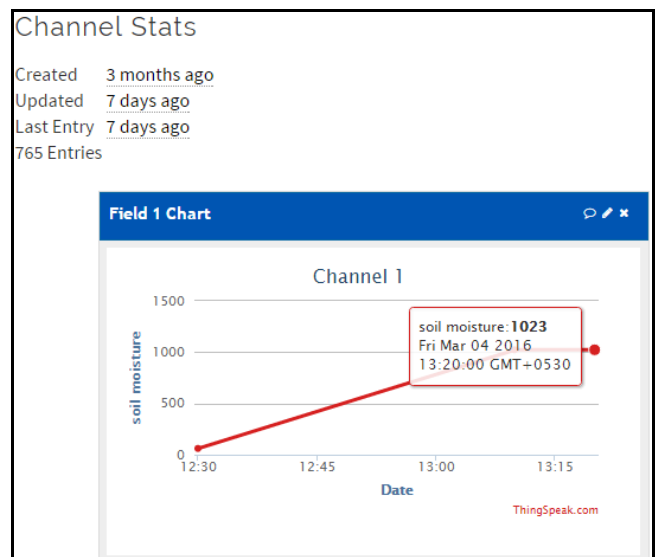 Channel Stats
Created 3 months ago
Updated 7 days ago
Last Entry 7 days ago
765 Entries
Field 1 Chart
Channel 1
1500
1000
500
0
soil moisture
soil moisture:1023
Fri Mar 04 2016
13:20:00 GMT+0530
12:30 12:45 13:00 13:15
Date
ThingSpeak.com